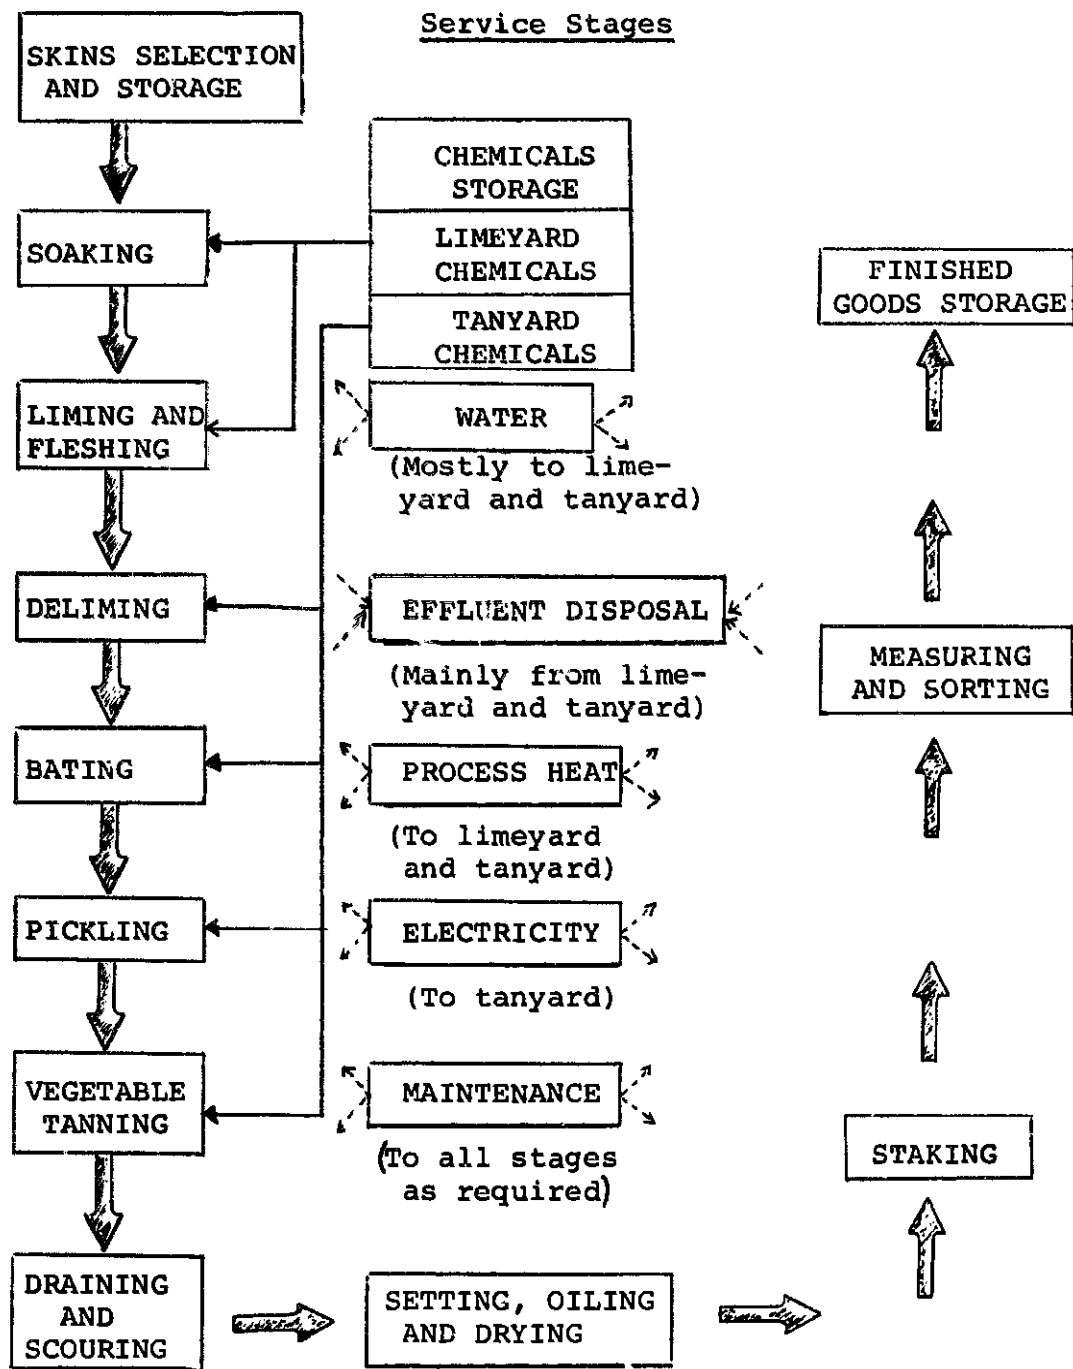 Service Stages
SKINS SELECTION
AND STORAGE
SOAKING
LIMING AND
FLESHING
DELIMING
BATING
PICKLING
VEGETABLE
TANNING
DRAINING
AND
SCOURING
CHEMICALS
STORAGE
LIMEYARD
CHEMICALS
TANYARD
CHEMICALS
WATER
(Mostly to lime-
yard and tanyard)
EFFLUENT DISPOSAL
(Mainly from lime-
yard and tanyard)
PROCESS HEAT
(To limeyard
and tanyard)
ELECTRICITY
(To tanyard)
MAINTENANCE
(To all stages
as required)
SETTING, OILING
AND DRYING
STAKING
MEASURING
AND SORTING
FINISHED
GOODS STORAGE